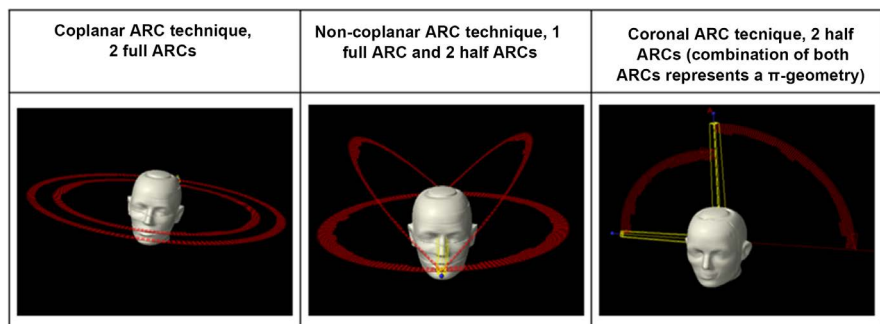 Coplanar ARC technique,
2 full ARCs
Non-coplanar ARC technique, 1
full ARC and 2 half ARCs
Coronal ARC tecnique, 2 half
ARCs (combination of both
ARCs represents a π-geometry)